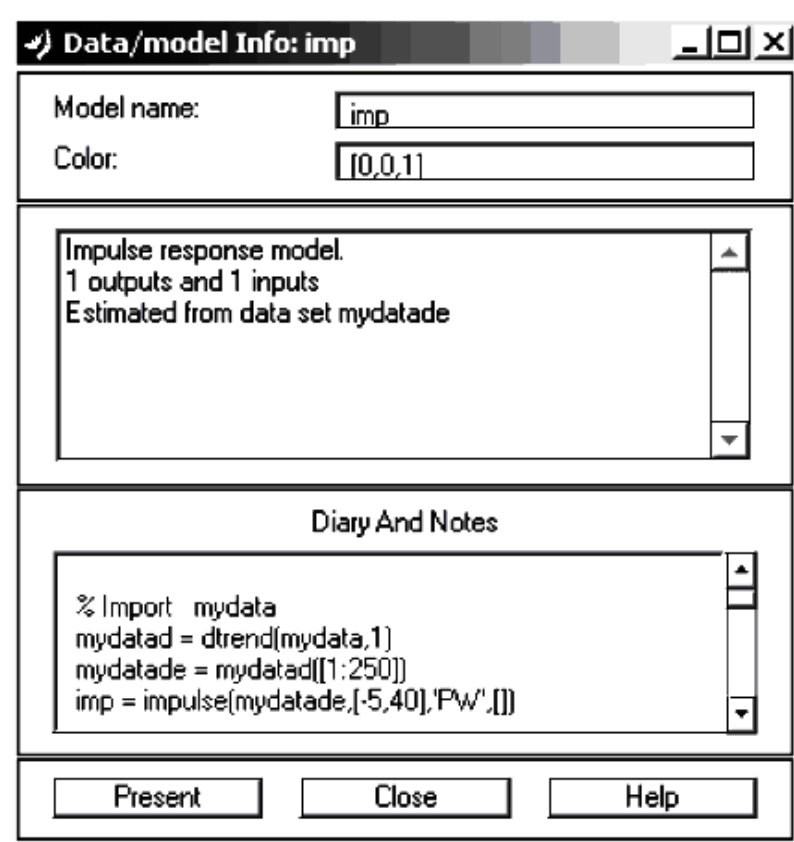 Data/model Info: imp
Model name: imp
Color: [0,0,1]
Impulse response model.
1 outputs and 1 inputs
Estimated from data set mydatade
Diary And Notes
% Import mydata
mydatad = dtrend(mydata,1)
mydatade = mydatad([1:250])
imp = impulse(mydatade,[-5,40],'PW',[])
Present Close Help